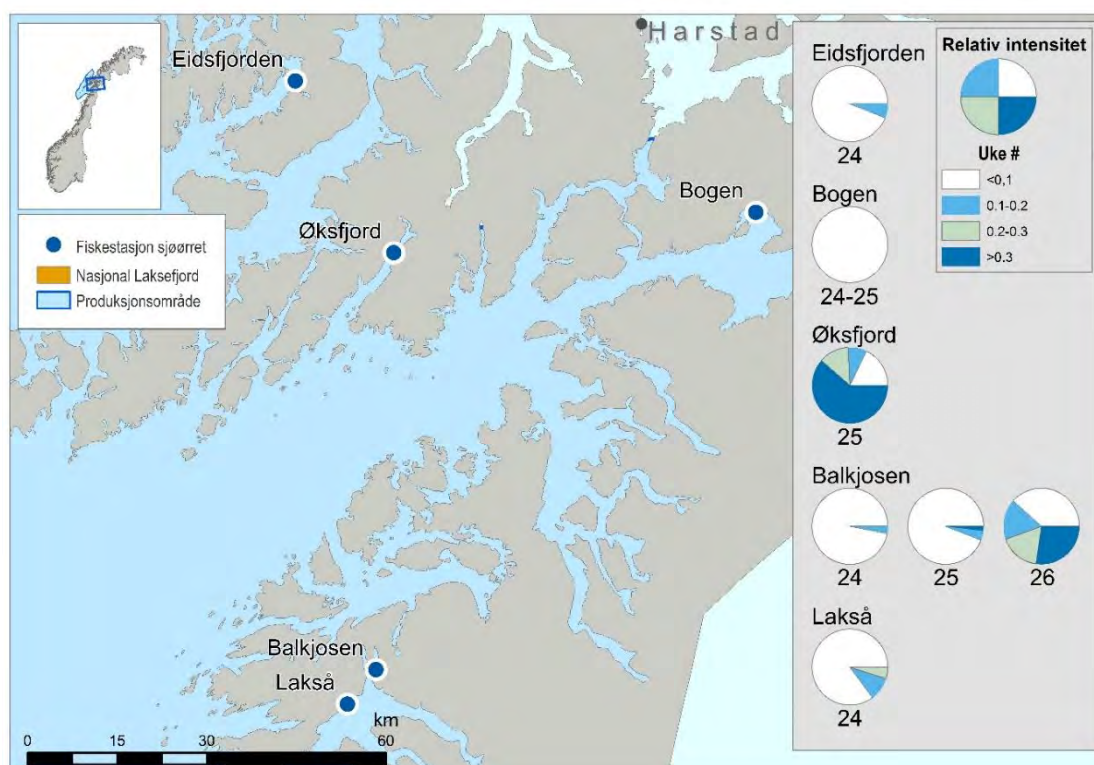 Harstad
Eidsfjorden
Bogen
Øksfjord
Balkjosen
Lakså
Fiskestasjon sjøørret
Nasjonal Laksefjord
Produksjonsområde
km
0 15 30 60
Eidsfjorden
24
Bogen
24-25
Øksfjord
25
Balkjosen
24 25 26
Lakså
24
Relativ intensitet
Uke #
<0,1
0.1-0.2
0.2-0.3
>0.3